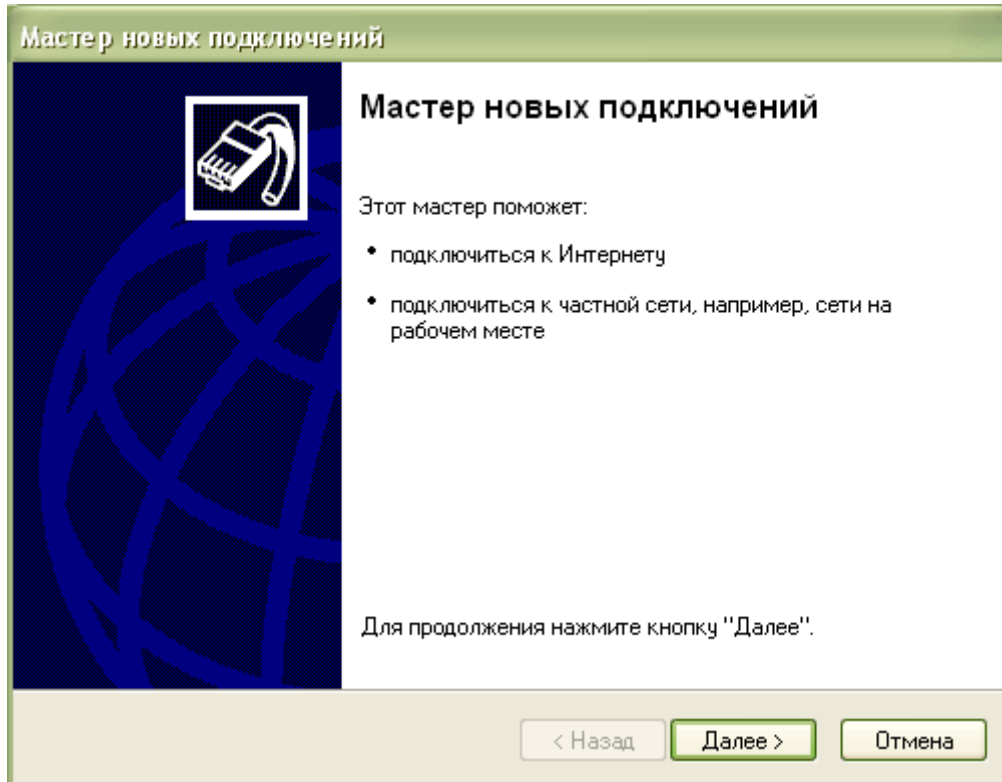 Мастер новых подключений
Мастер новых подключений
Этот мастер поможет:
• подключиться к Интернету
• подключиться к частной сети, например, сети на
рабочем месте
Для продолжения нажмите кнопку "Далее".
< Назад Далее > Отмена